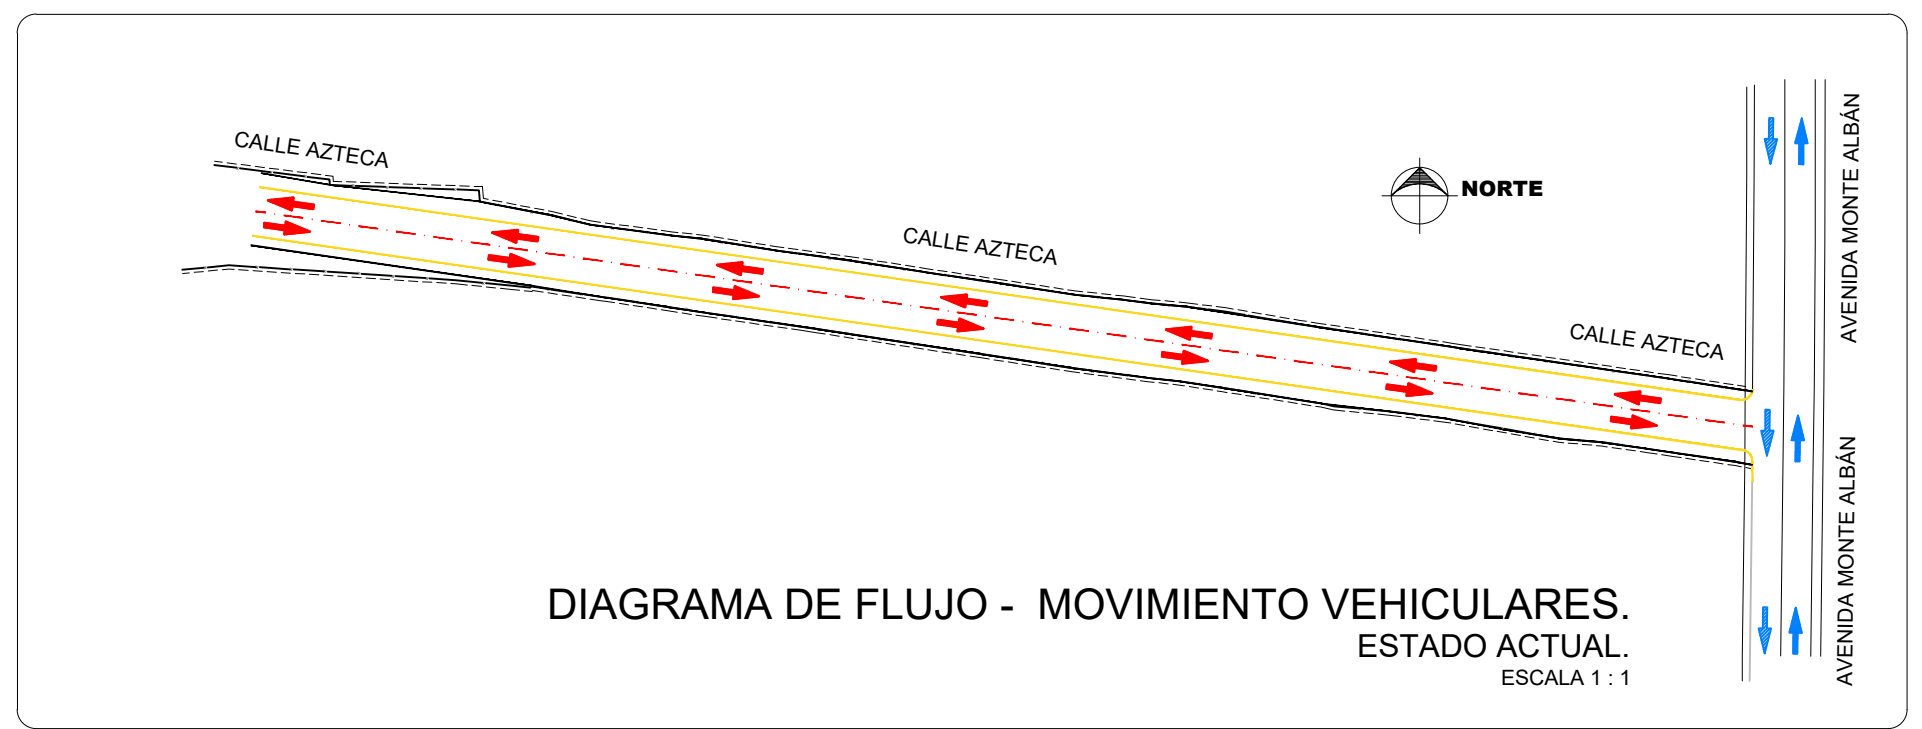 CALLE AZTECA
CALLE AZTECA
CALLE AZTECA
NORTE
AVENIDA MONTE ALBÁN
AVENIDA MONTE ALBÁN
DIAGRAMA DE FLUJO - MOVIMIENTO VEHICULARES.
ESTADO ACTUAL.
ESCALA 1 : 1